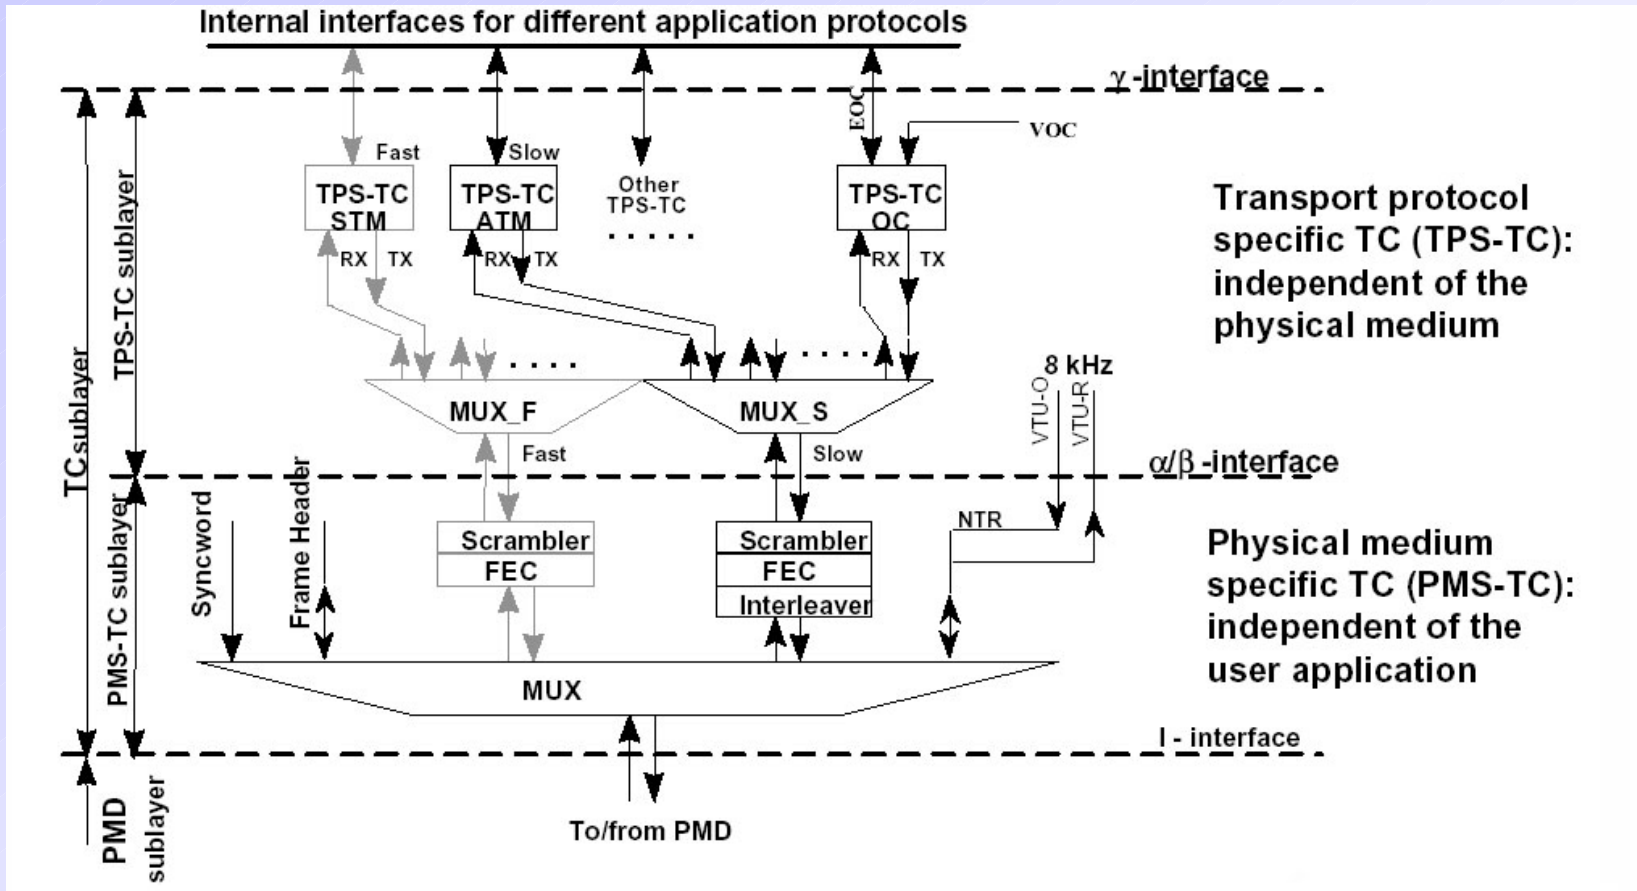 Internal interfaces for different application protocols
γ -interface
EOC
VOC
Fast
Slow
TPS-TC
STM
TPS-TC
ATM
Other
TPS-TC
. . . . .
TPS-TC
OC
RX
TX
RX
TX
RX
TX
Transport protocol
specific TC (TPS-TC):
independent of the
physical medium
TC sublayer
TPS-TC sublayer
. . . .
. . . . .
MUX_F
MUX_S
8 kHz
VTU-O
VTU-R
Fast
Slow
α/β -interface
PMS-TC sublayer
Syncword
Frame Header
Scrambler
FEC
Scrambler
FEC
Interleaver
NTR
Physical medium
specific TC (PMS-TC):
independent of the
user application
MUX
I - interface
PMD
sublayer
To/from PMD